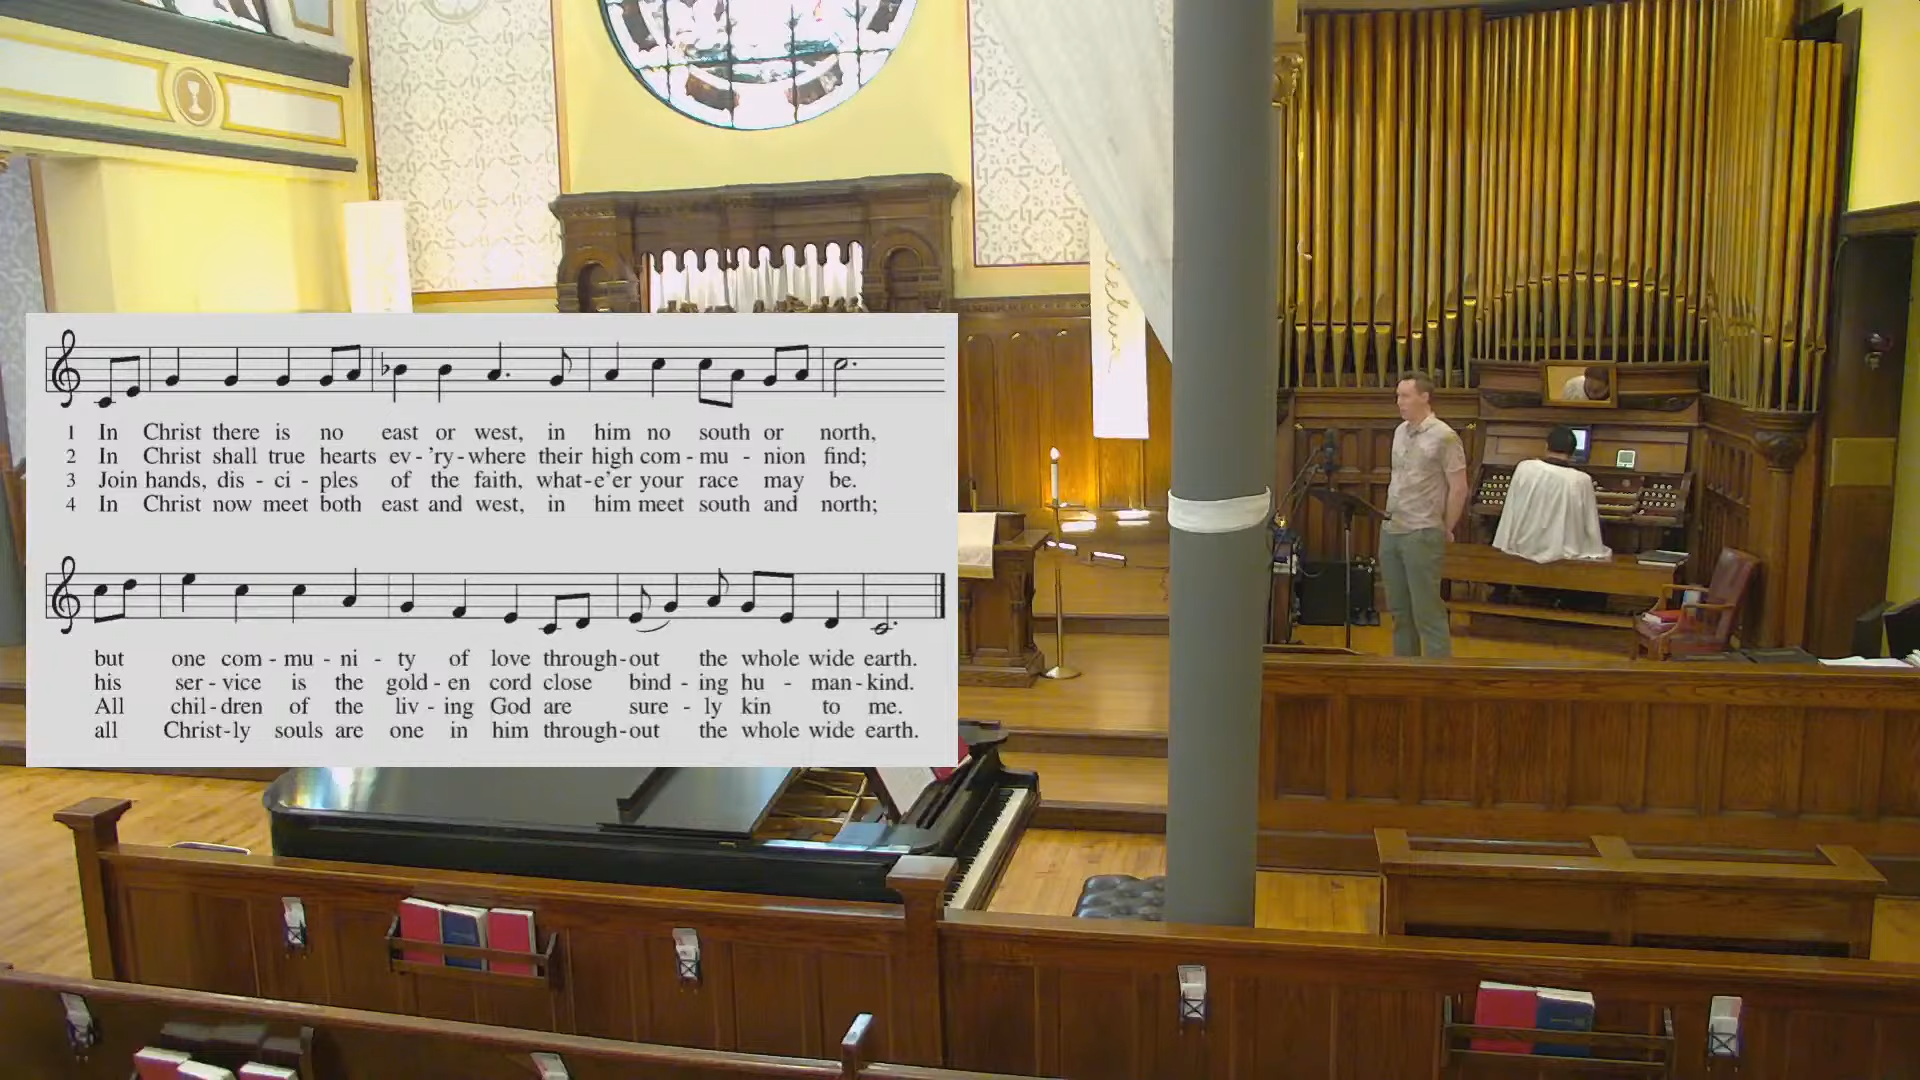 1 In Christ there is no east or west, in him no south or north,
2 In Christ shall true hearts ev - 'ry - where their high com - mu - nion find;
3 Join hands, dis - ci - ples of the faith, what - e'er your race may be.
4 In Christ now meet both east and west, in him meet south and north;
but one com - mu - ni - ty of love through - out the whole wide earth.
his ser - vice is the gold - en cord close bind - ing hu - man - kind.
All chil - dren of the liv - ing God are sure - ly kin to me.
all Christ - ly souls are one in him through - out the whole wide earth.